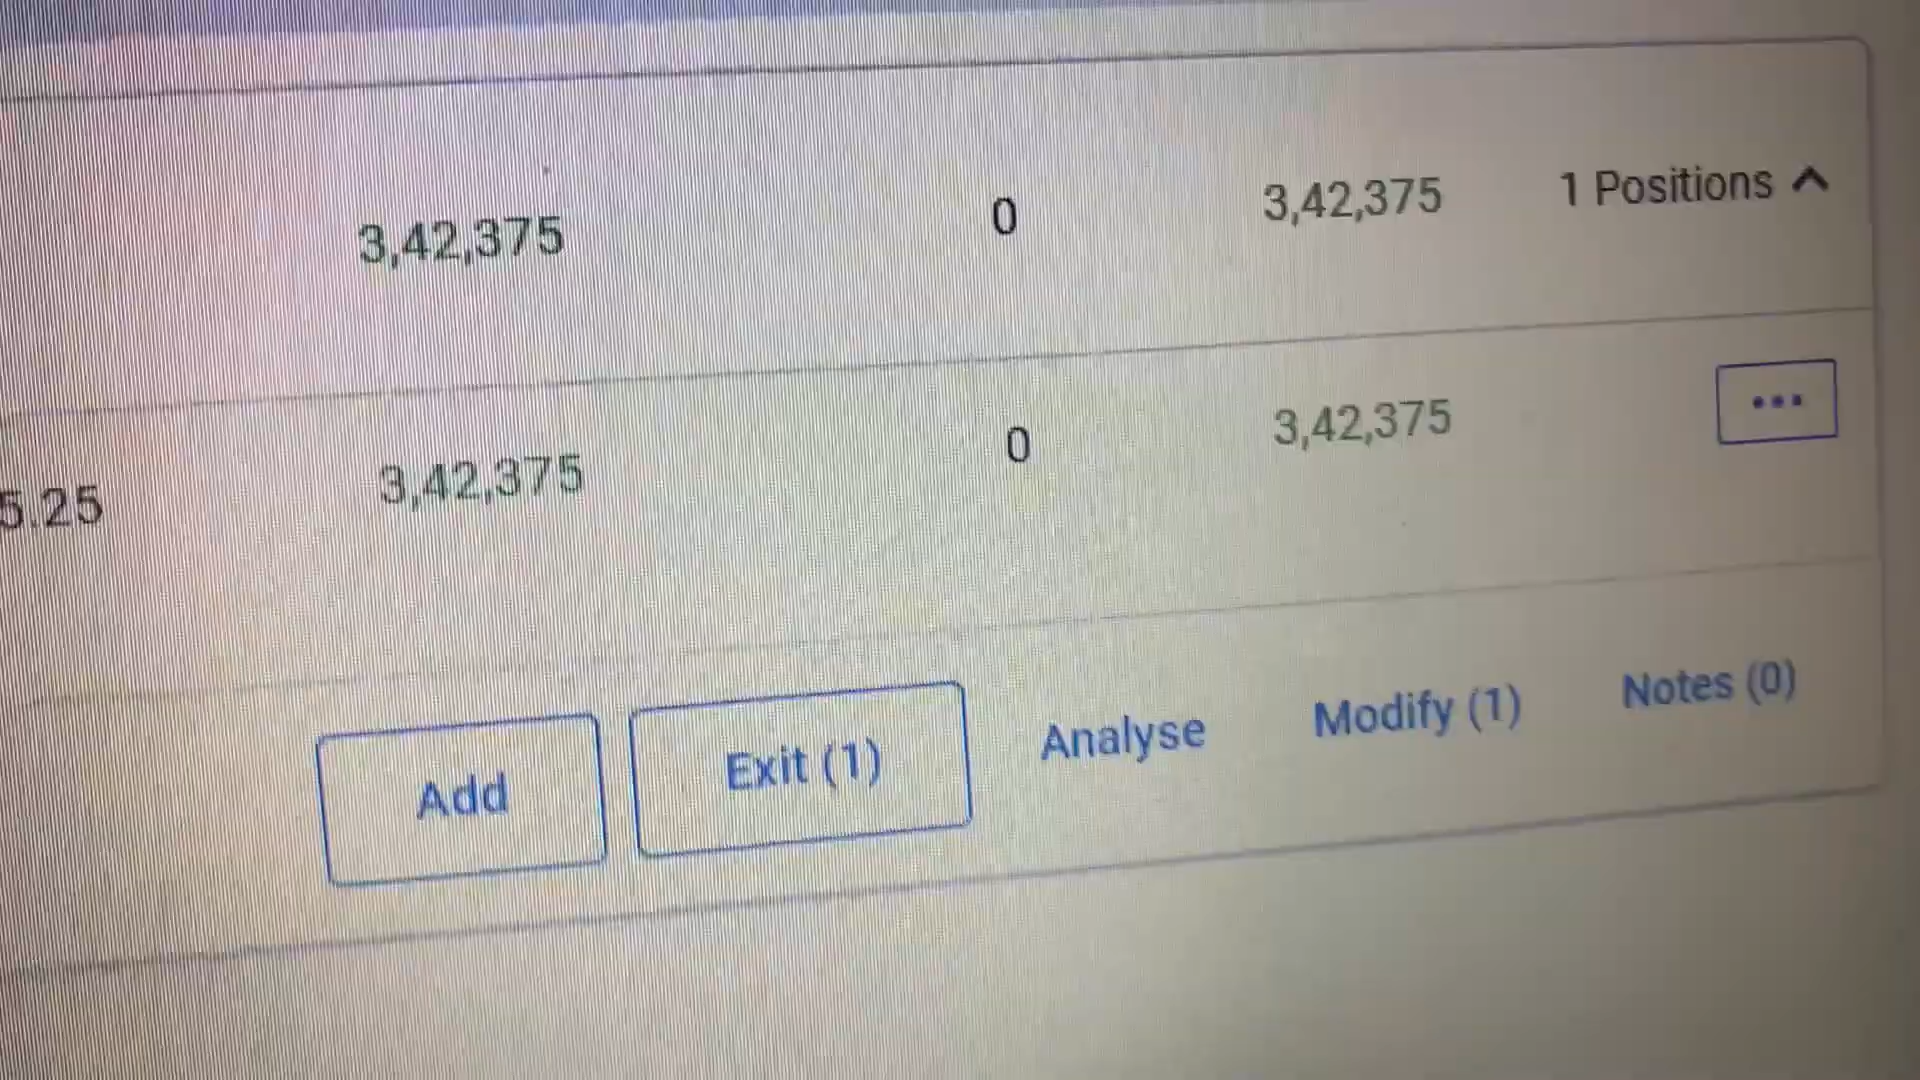 3,42,375 0 3,42,375 1 Positions
5.25 3,42,375 0 3,42,375
Add Exit (1) Analyse Modify (1) Notes (0)